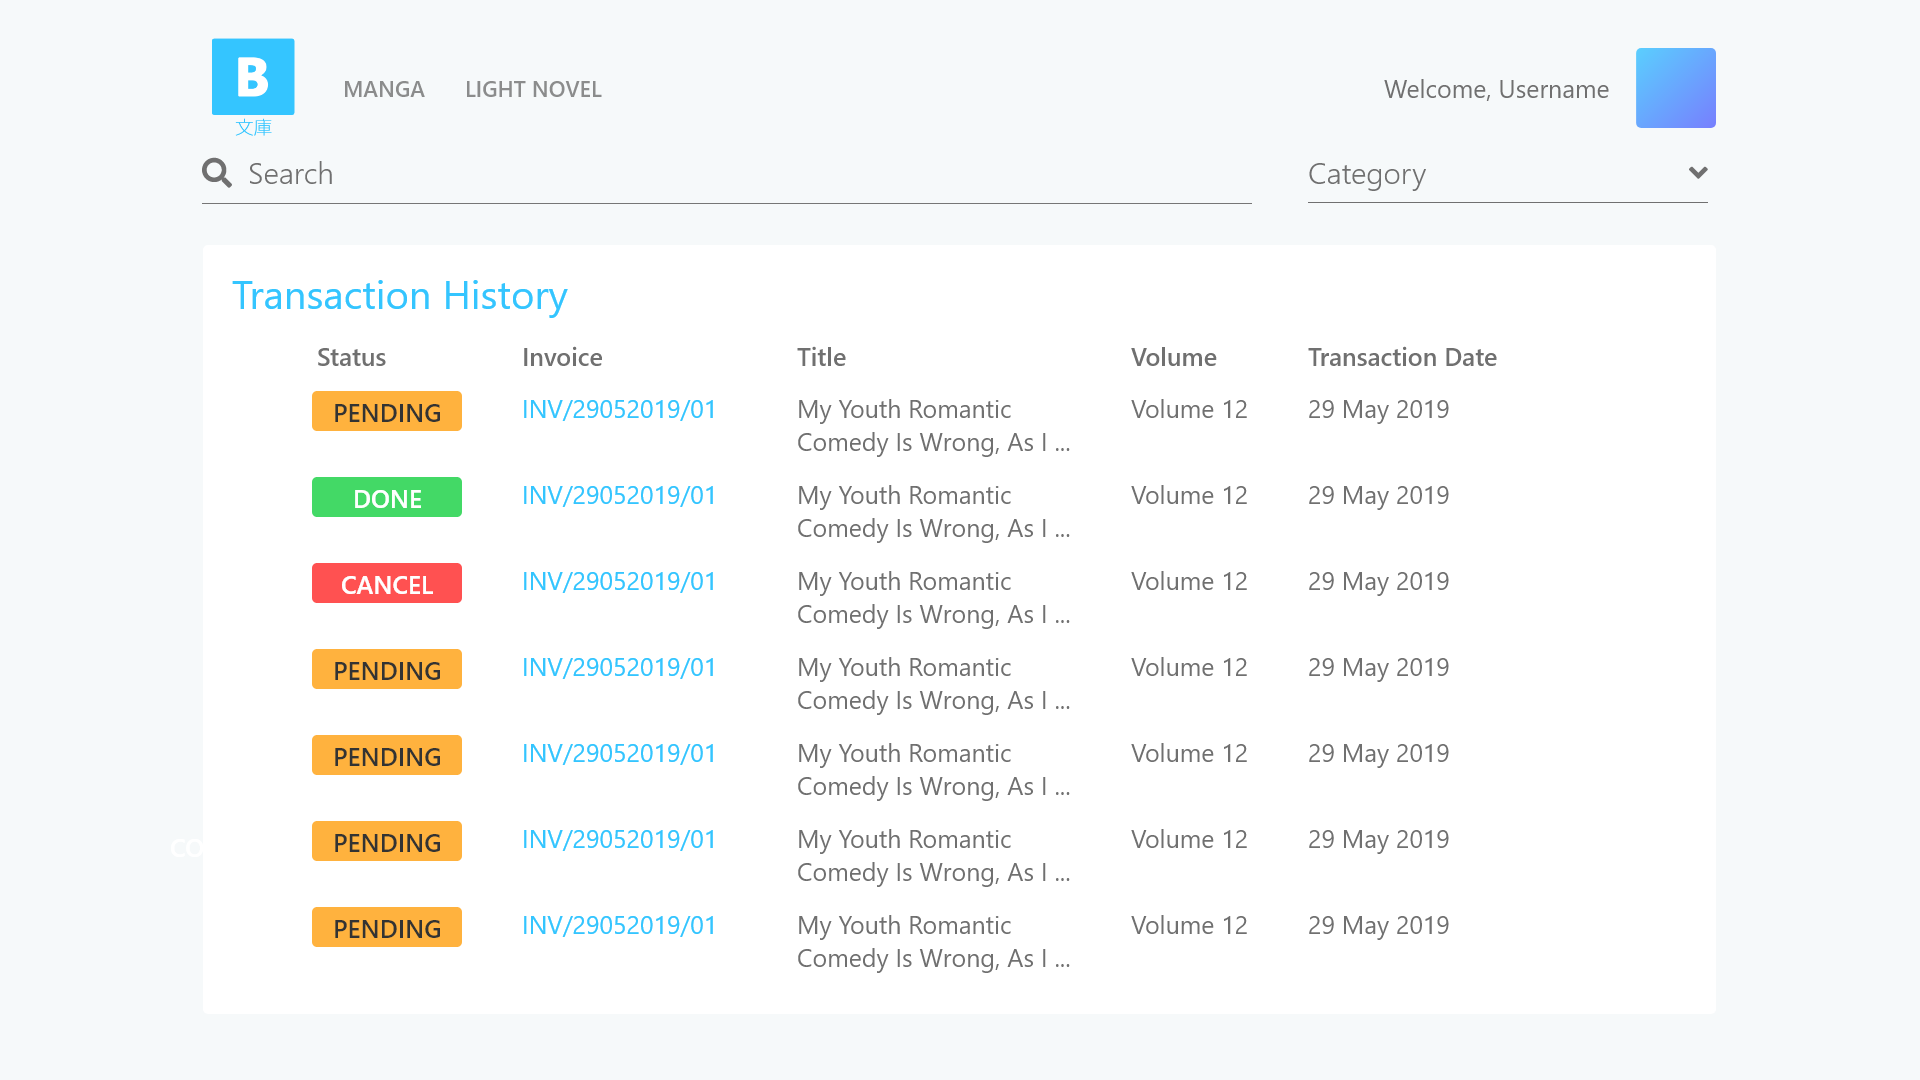 B
文庫
MANGA LIGHT NOVEL
Welcome, Username
Search
Category
Transaction History
Status Invoice Title Volume Transaction Date
PENDING INV/29052019/01 My Youth Romantic Volume 12 29 May 2019
Comedy Is Wrong, As I ...
DONE INV/29052019/01 My Youth Romantic Volume 12 29 May 2019
Comedy Is Wrong, As I ...
CANCEL INV/29052019/01 My Youth Romantic Volume 12 29 May 2019
Comedy Is Wrong, As I ...
PENDING INV/29052019/01 My Youth Romantic Volume 12 29 May 2019
Comedy Is Wrong, As I ...
PENDING INV/29052019/01 My Youth Romantic Volume 12 29 May 2019
Comedy Is Wrong, As I ...
CO PENDING INV/29052019/01 My Youth Romantic Volume 12 29 May 2019
Comedy Is Wrong, As I ...
PENDING INV/29052019/01 My Youth Romantic Volume 12 29 May 2019
Comedy Is Wrong, As I ...